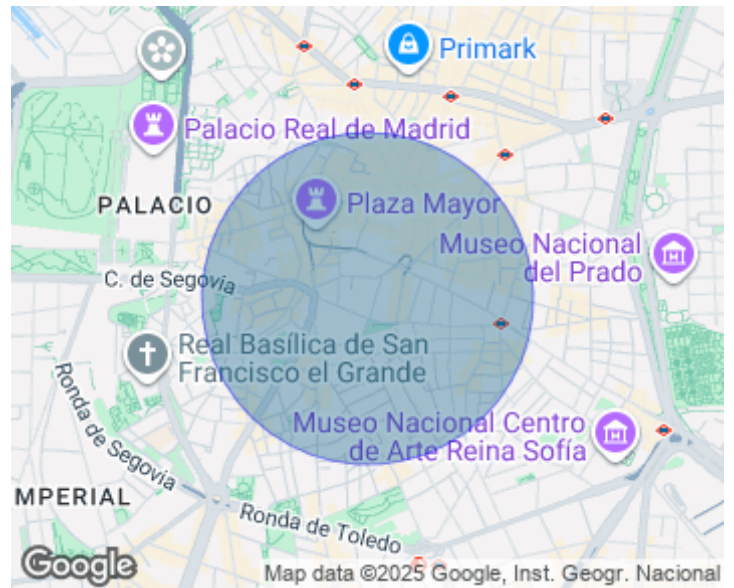 Primark
Palacio Real de Madrid
PALACIO
Plaza Mayor
Museo Nacional
del Prado
C. de Segovia
Real Basílica de San
Francisco el Grande
Museo Nacional Centro
de Arte Reina Sofía
Ronda de Segovia
MPERIAL
Ronda de Toledo
Google
Map data ©2025 Google, Inst. Geogr. Nacional